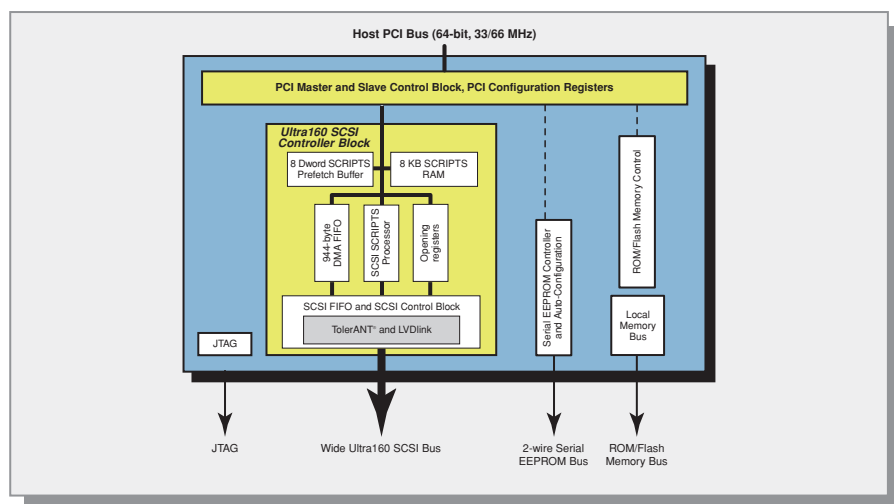 Host PCI Bus (64-bit, 33/66 MHz)
PCI Master and Slave Control Block, PCI Configuration Registers
Ultra160 SCSI
Controller Block
8 Dword SCRIPTS
Prefetch Buffer
8 KB SCRIPTS
RAM
944-byte
DMA FIFO
SCSI SCRIPTS
Processor
Opening
registers
SCSI FIFO and SCSI Control Block
TolerANT® and LVDlink
Serial EEPROM Controller
and Auto-Configuration
ROM/Flash Memory Control
Local
Memory
Bus
JTAG
JTAG
Wide Ultra160 SCSI Bus
2-wire Serial
EEPROM Bus
ROM/Flash
Memory Bus